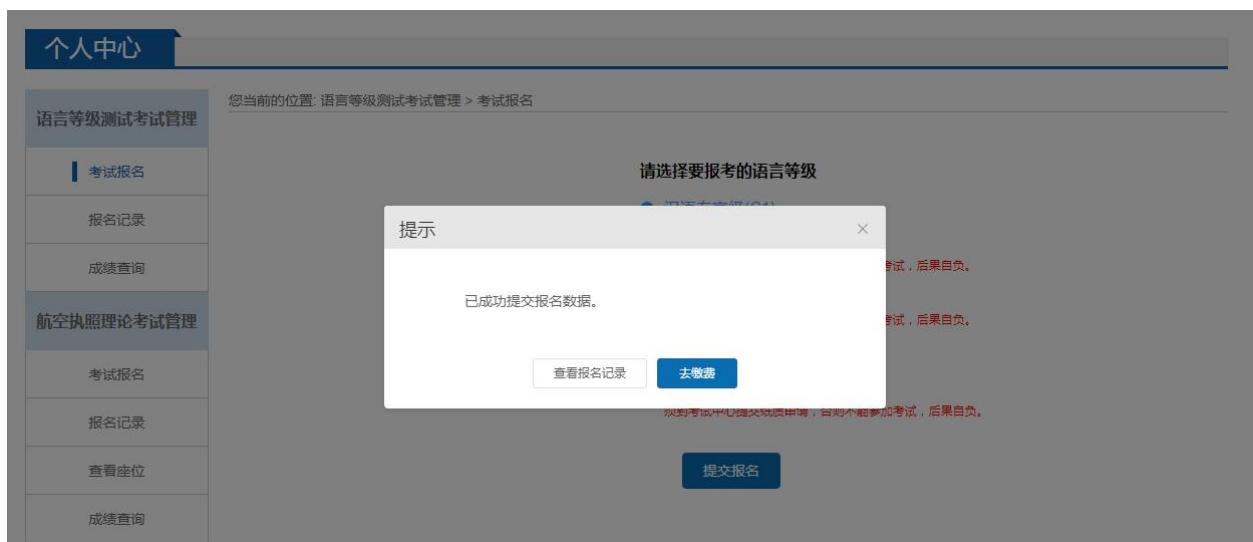 个人中心
您当前的位置: 语言等级测试考试管理 > 考试报名
语言等级测试考试管理
考试报名
报名记录
成绩查询
航空执照理论考试管理
考试报名
报名记录
查看座位
成绩查询
请选择要报考的语言等级
提示
×
已成功提交报名数据。
查看报名记录
去缴费
考试，后果自负。
考试，后果自负。
须到考试中心提交纸质申请，否则不能参加考试，后果自负。
提交报名